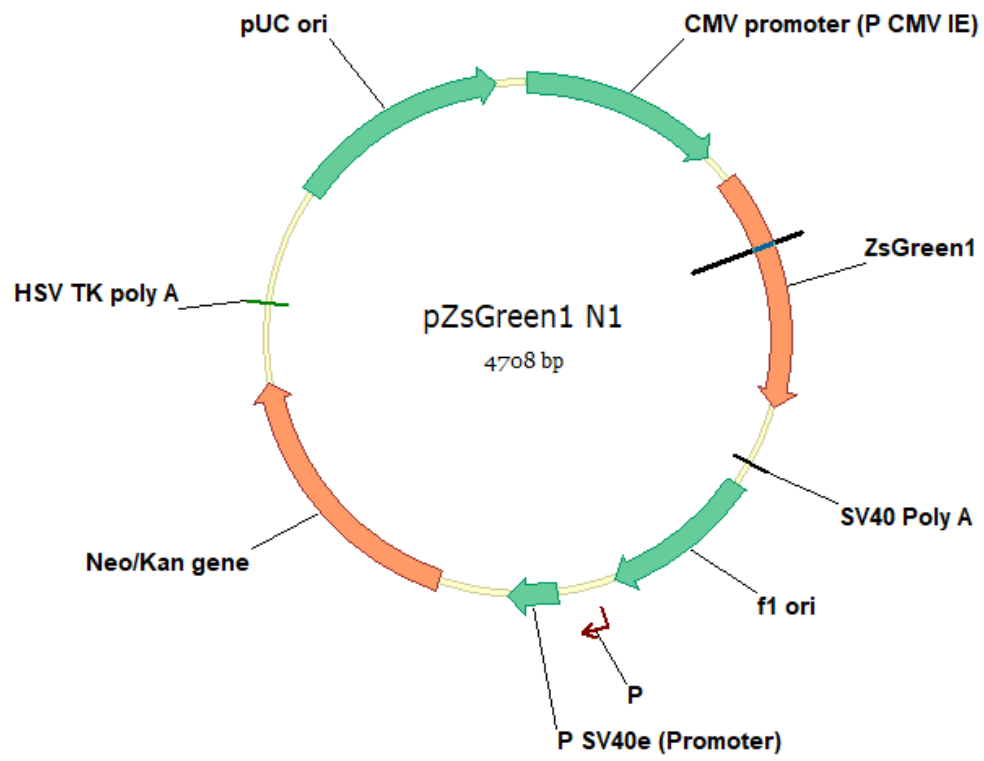 pUC ori
CMV promoter (P CMV IE)
ZsGreen1
HSV TK poly A
pZsGreen1 N1
4708 bp
SV40 Poly A
Neo/Kan gene
f1 ori
P
P SV40e (Promoter)